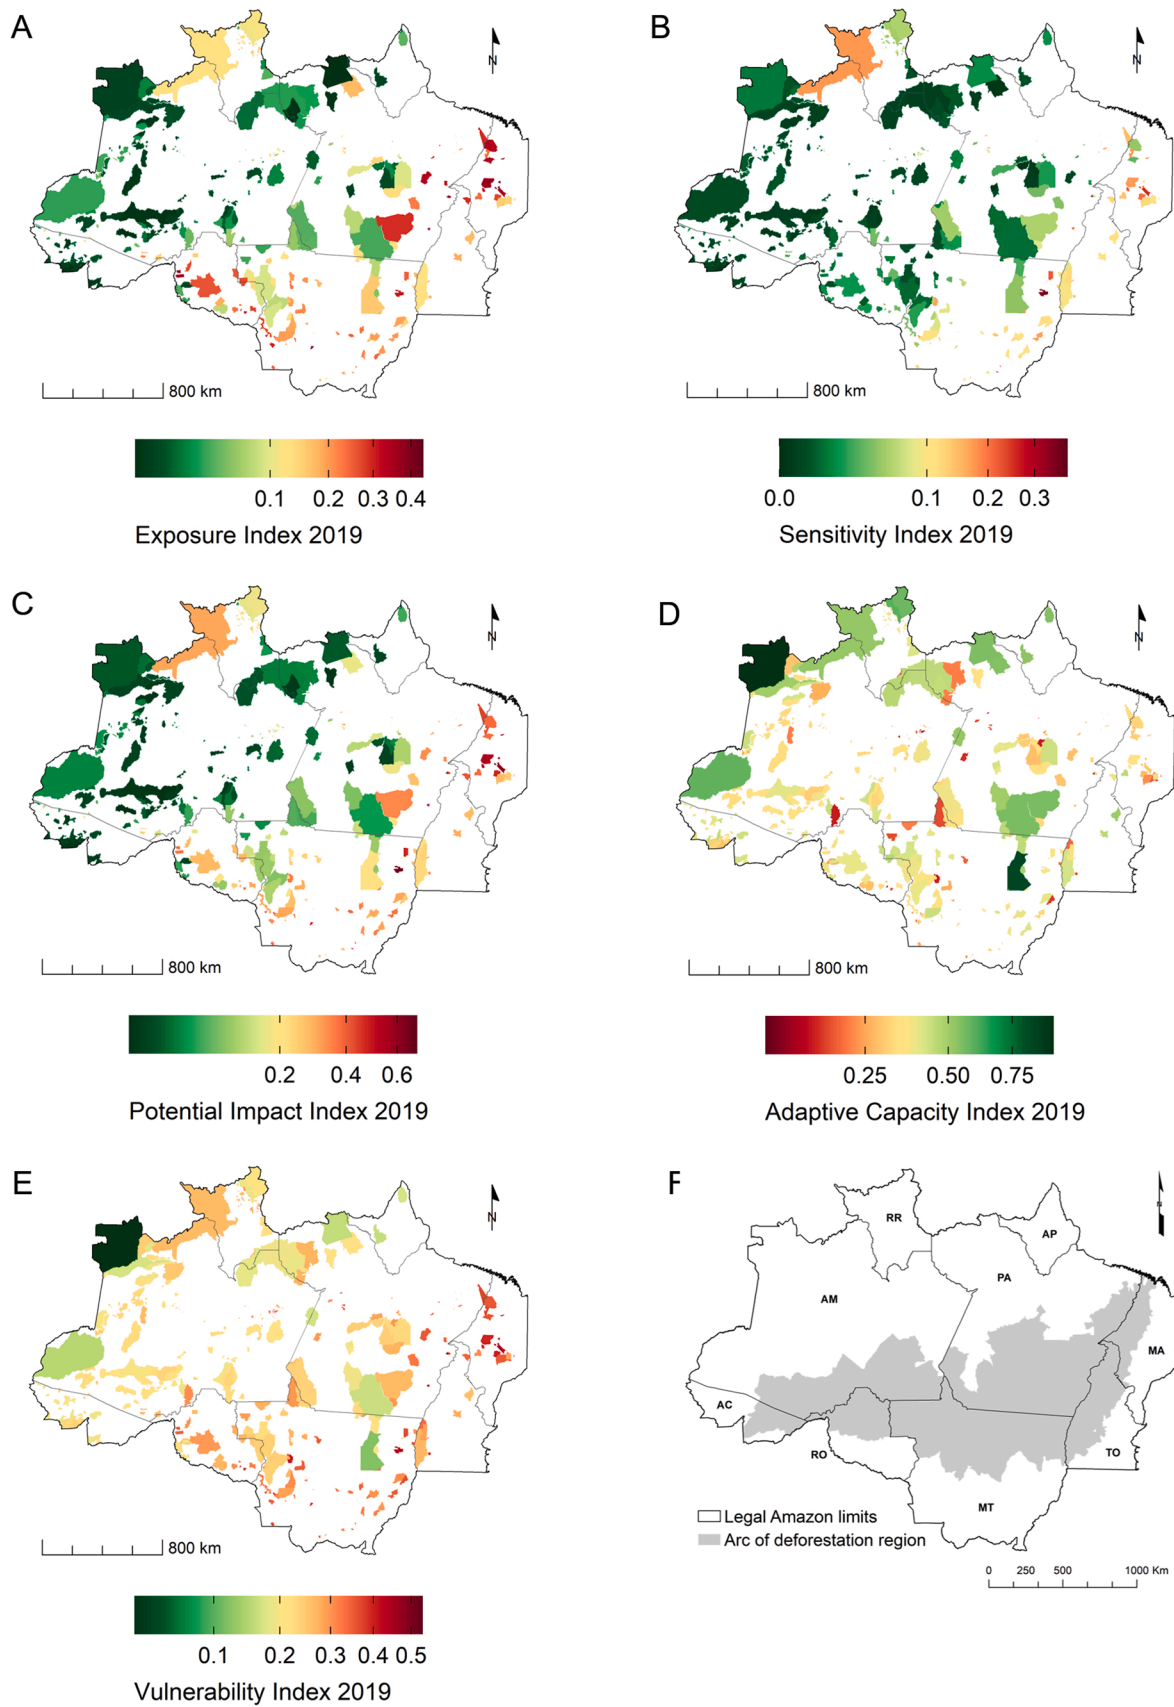 A
N
800 km
0.1 0.2 0.3 0.4
Exposure Index 2019
B
N
800 km
0.0 0.1 0.2 0.3
Sensitivity Index 2019
C
N
800 km
0.2 0.4 0.6
Potential Impact Index 2019
D
N
800 km
0.25 0.50 0.75
Adaptive Capacity Index 2019
E
N
800 km
0.1 0.2 0.3 0.4 0.5
Vulnerability Index 2019
F
N
RR
AP
PA
AM
MA
AC
RO
TO
MT
Legal Amazon limits
Arc of deforestation region
0 250 500 1000 Km